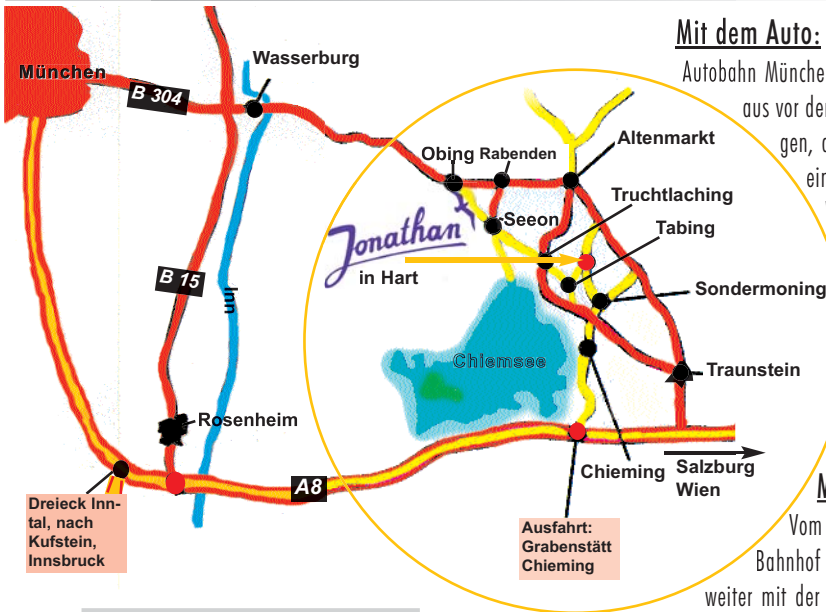 Mit dem Auto:
Autobahn Münche
aus vor der
gen, a
ein
München
Wasserburg
B 304
Obing
Rabenden
Altenmarkt
Truchtlaching
Seeon
Tabing
Jonathan
in Hart
B 15
Inn
Sondermoning
Chiemsee
Traunstein
Rosenheim
A8
Chieming
Salzburg
Wien
Dreieck Inn-
tal, nach
Kufstein,
Innsbruck
Ausfahrt:
Grabenstätt
Chieming
M
Vom
Bahnhof
weiter mit der